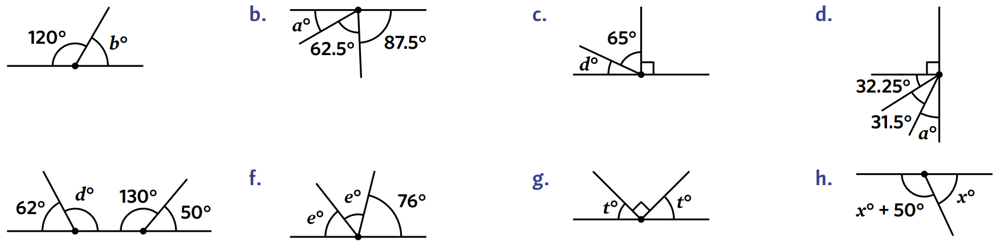 120°
b°
b.
a°
62.5°
87.5°
c.
65°
d°
d.
32.25°
31.5°
a°
62°
d°
130°
50°
f.
e°
e°
76°
g.
t°
t°
h.
x° + 50°
x°